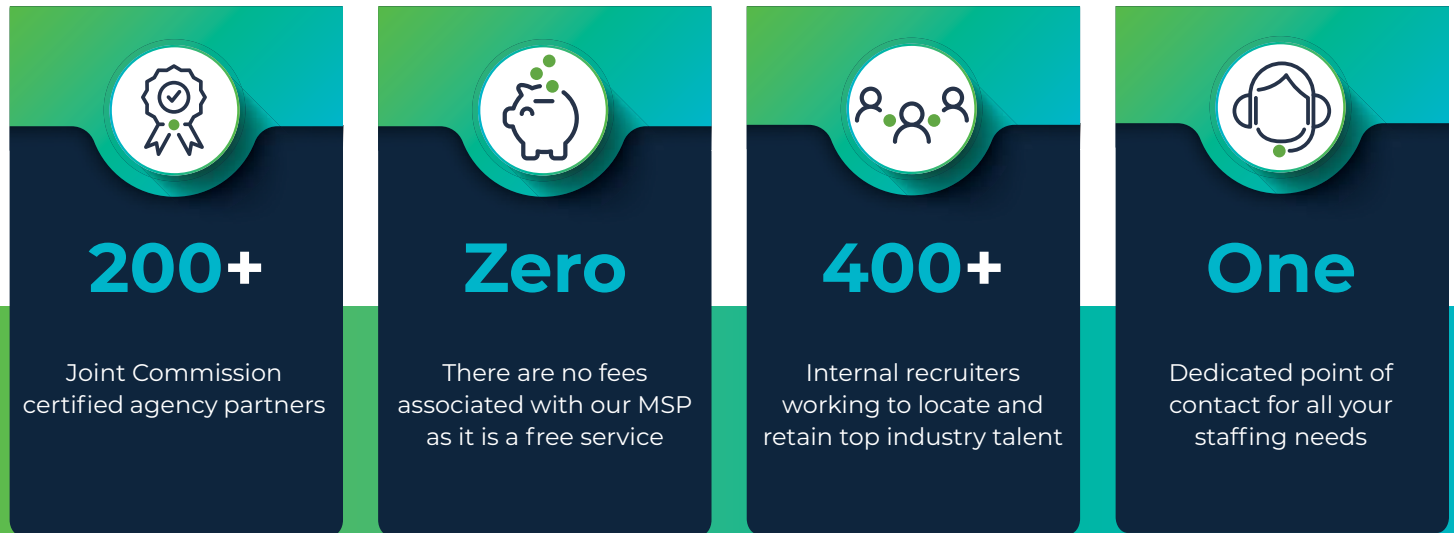 200+
Joint Commission
certified agency partners
Zero
There are no fees
associated with our MSP
as it is a free service
400+
Internal recruiters
working to locate and
retain top industry talent
One
Dedicated point of
contact for all your
staffing needs